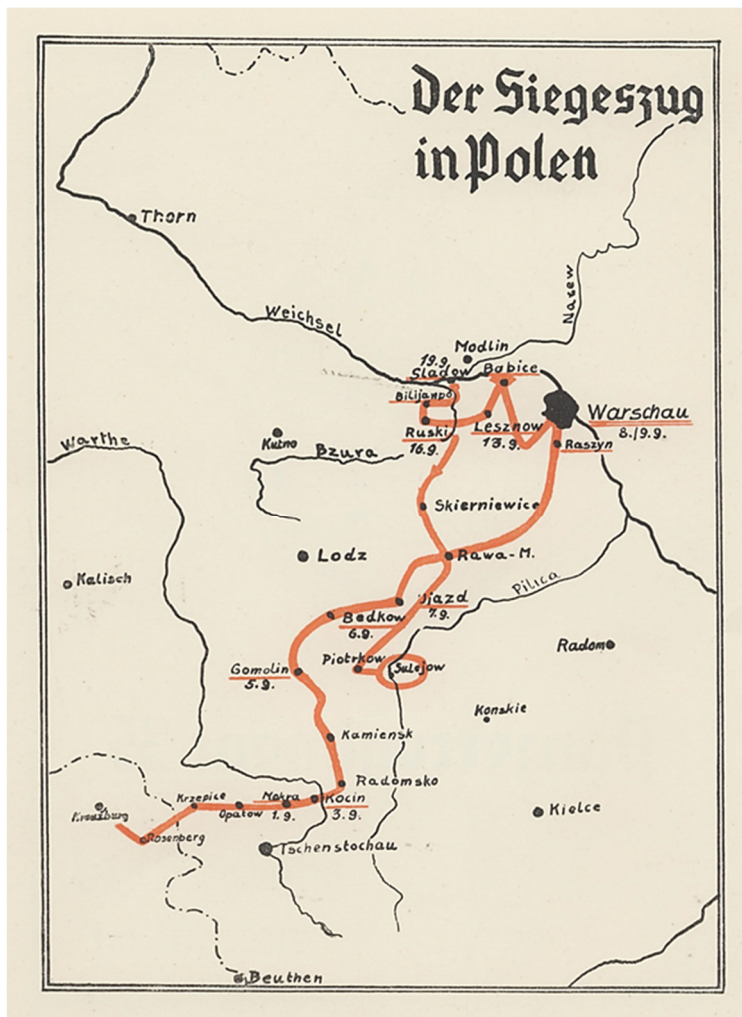 Der Siegeszug
in Polen
Thorn
Weichsel
Narew
Modlin
19.9.
Sladow
Babice
Bilijampo
Warschau
8./9.9.
Ruski
16.9.
Lesznow
13.9.
Raszyn
Warthe
Kutno
Bzura
Skierniewice
Lodz
Rawa-M.
Kalisch
Pilica
Ujazd
7.9.
Bedkow
6.9.
Radom
Piotrkow
Sulejow
Gomolin
5.9.
Konskie
Kamiensk
Radomsko
Krzepice
Mokra
1.9.
Kocin
3.9.
Opatow
Kreuzburg
Rosenberg
Kielce
Tschenstochau
Beuthen